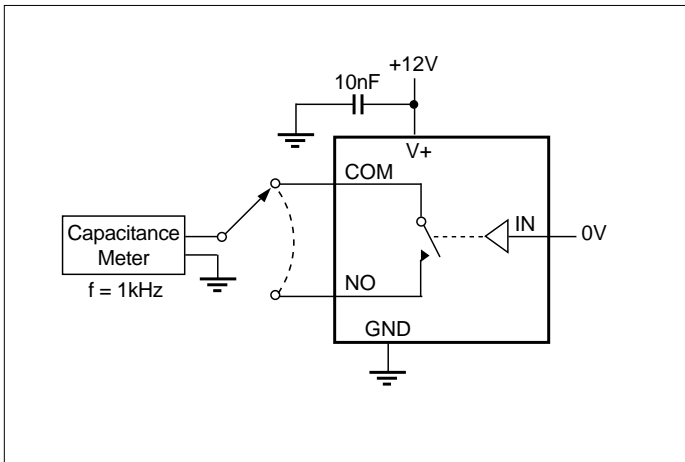 +12V
10nF
V+
COM
IN
0V
Capacitance
Meter
f = 1kHz
NO
GND